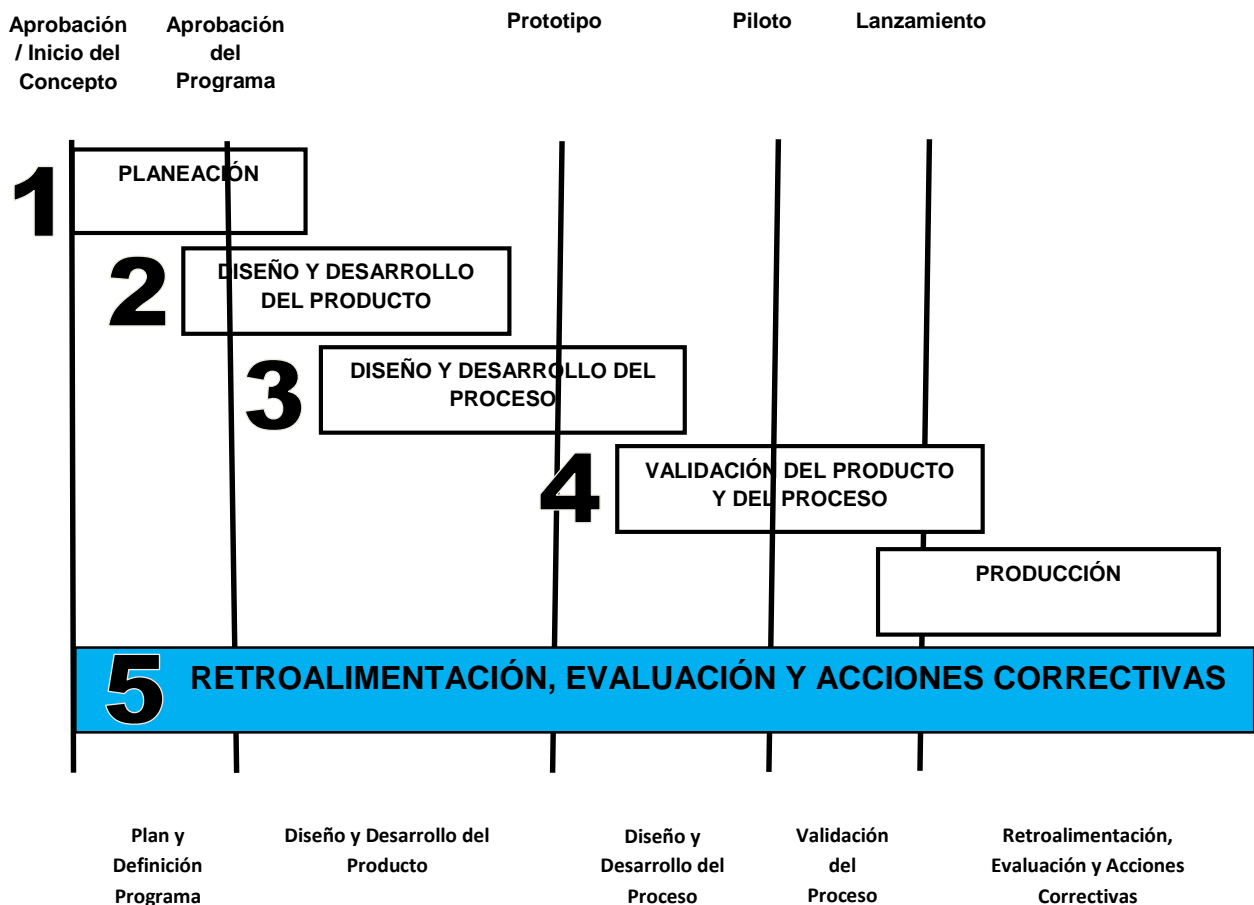 Aprobación
/ Inicio del
Concepto
Aprobación
del
Programa
Prototipo
Piloto
Lanzamiento
1
PLANEACIÓN
2
DISEÑO Y DESARROLLO
DEL PRODUCTO
3
DISEÑO Y DESARROLLO DEL
PROCESO
4
VALIDACIÓN DEL PRODUCTO
Y DEL PROCESO
PRODUCCIÓN
5
RETROALIMENTACIÓN, EVALUACIÓN Y ACCIONES CORRECTIVAS
Plan y
Definición
Programa
Diseño y Desarrollo del
Producto
Diseño y
Desarrollo del
Proceso
Validación
del
Proceso
Retroalimentación,
Evaluación y Acciones
Correctivas